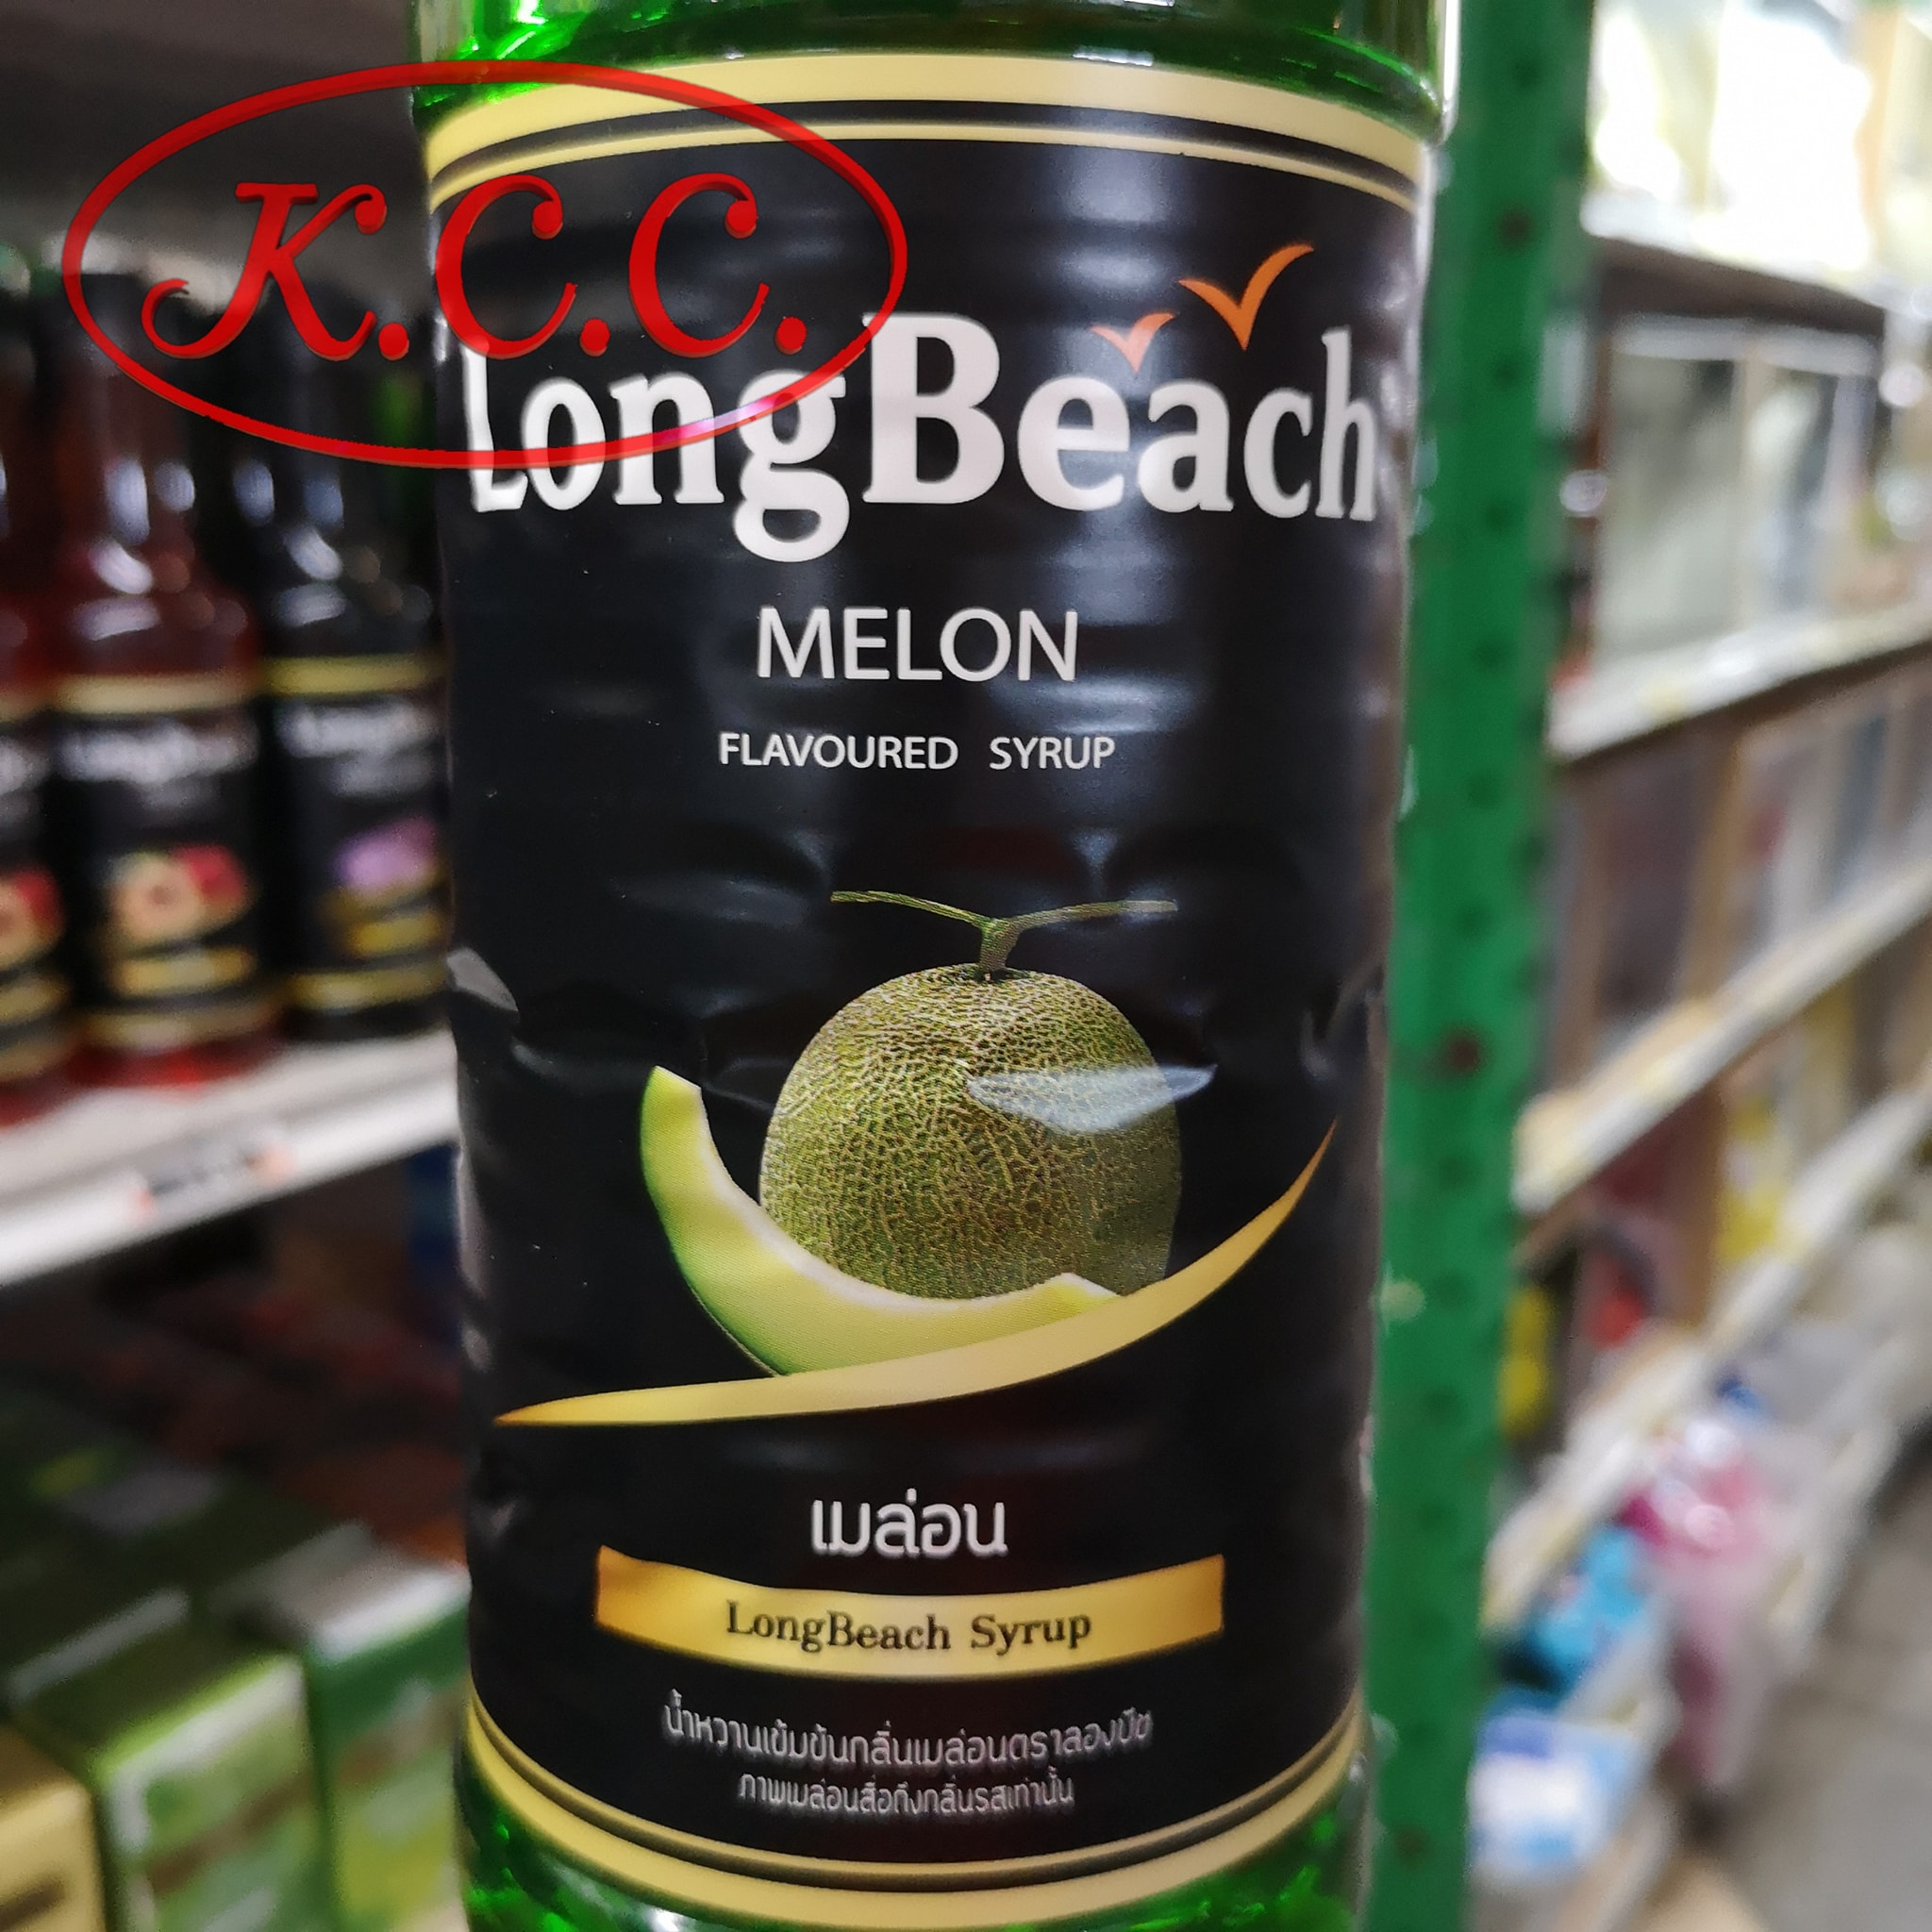 K.C.C.
LongBeach
MELON
FLAVOURED SYRUP
เมล่อน
LongBeach Syrup
น้ำหวานเข้มข้นกลิ่นเมล่อนตราลองบีช
ภาพเมล่อนสื่อถึงกลิ่นรสเท่านั้น